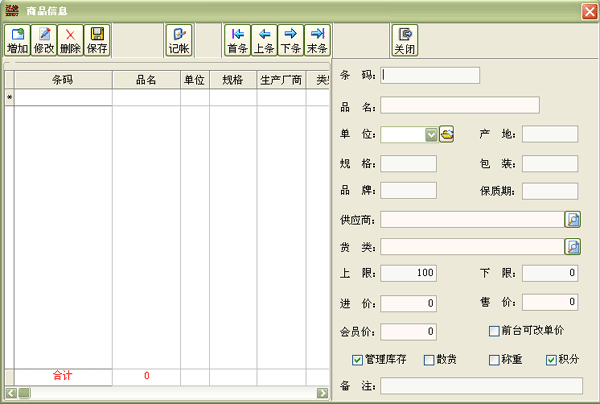 商品信息
增加 修改 删除 保存 记帐 首条 上条 下条 末条 关闭
条码 品名 单位 规格 生产厂商
*
合计 0
条 码:
品 名:
单 位: 产 地:
规 格: 包 装:
品 牌: 保质期:
供应商:
货 类:
上 限: 100 下 限: 0
进 价: 0 售 价: 0
会员价: 0 前台可改单价
管理库存 散货 称重 积分
备 注: